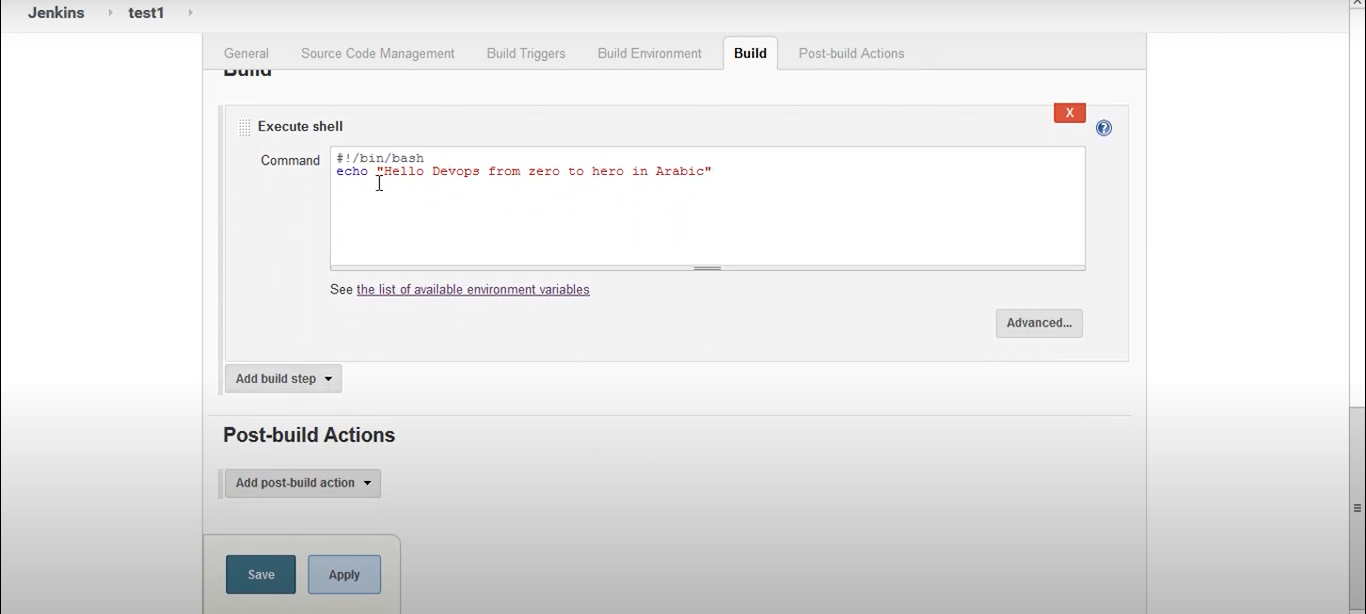 Jenkins test1
General Source Code Management Build Triggers Build Environment Build Post-build Actions
Build
X
Execute shell
Command
#!/bin/bash
echo "Hello Devops from zero to hero in Arabic"
See the list of available environment variables
Advanced...
Add build step
Post-build Actions
Add post-build action
Save Apply